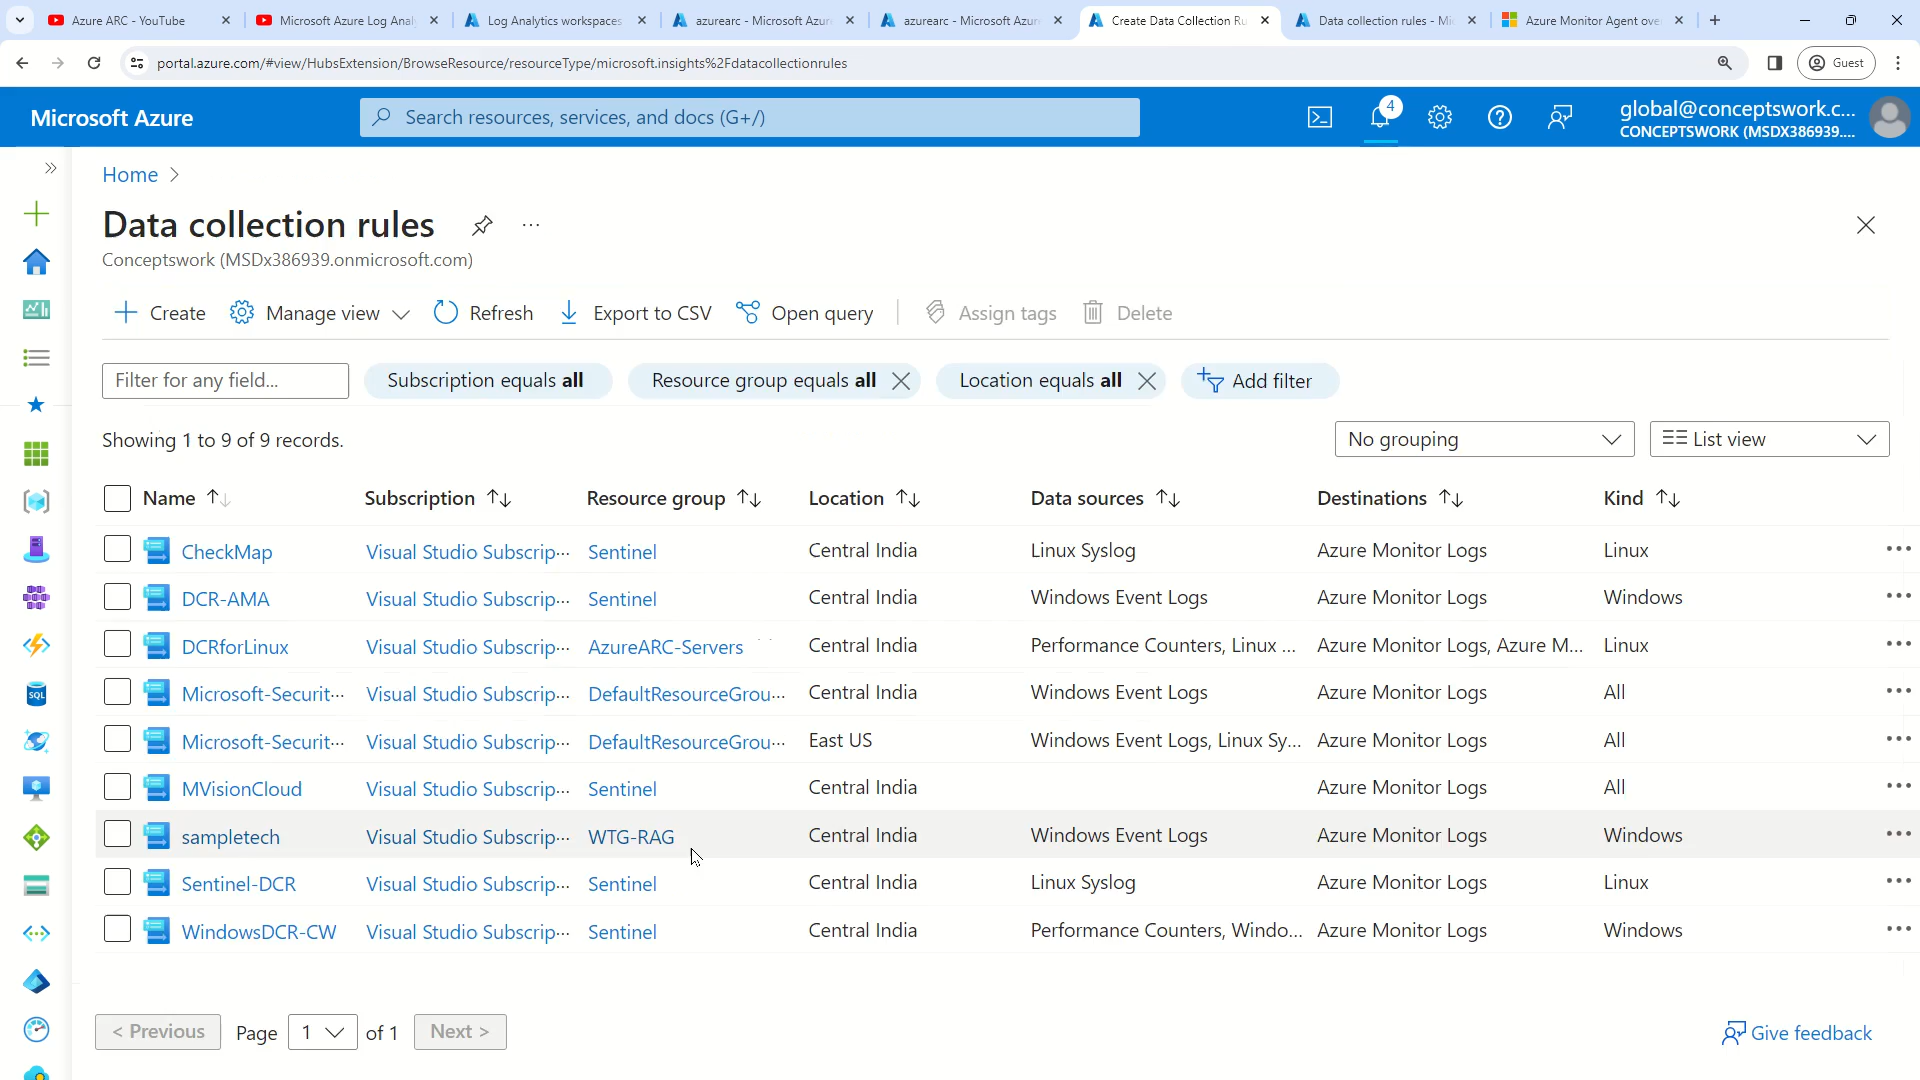 Azure ARC - YouTube
Microsoft Azure Log Anal
Log Analytics workspaces
azurearc - Microsoft Azur
azurearc - Microsoft Azur
Create Data Collection Ru
Data collection rules - Mi
Azure Monitor Agent ove
portal.azure.com/#view/HubsExtension/BrowseResource/resourceType/microsoft.insights%2Fdatacollectionrules
Guest
Microsoft Azure
Search resources, services, and docs (G+/)
4
global@conceptswork.c...
CONCEPTSWORK (MSDX386939....
Home >
Data collection rules
Conceptswork (MSDx386939.onmicrosoft.com)
Create
Manage view
Refresh
Export to CSV
Open query
Assign tags
Delete
Filter for any field...
Subscription equals all
Resource group equals all
Location equals all
Add filter
Showing 1 to 9 of 9 records.
No grouping
List view
Name Subscription Resource group Location Data sources Destinations Kind
CheckMap Visual Studio Subscrip··· Sentinel Central India Linux Syslog Azure Monitor Logs Linux
DCR-AMA Visual Studio Subscrip··· Sentinel Central India Windows Event Logs Azure Monitor Logs Windows
DCRforLinux Visual Studio Subscrip··· AzureARC-Servers Central India Performance Counters, Linux ... Azure Monitor Logs, Azure M... Linux
Microsoft-Securit··· Visual Studio Subscrip··· DefaultResourceGrou··· Central India Windows Event Logs Azure Monitor Logs All
Microsoft-Securit··· Visual Studio Subscrip··· DefaultResourceGrou··· East US Windows Event Logs, Linux Sy... Azure Monitor Logs All
MVisionCloud Visual Studio Subscrip··· Sentinel Central India Azure Monitor Logs All
sampletech Visual Studio Subscrip··· WTG-RAG Central India Windows Event Logs Azure Monitor Logs Windows
Sentinel-DCR Visual Studio Subscrip··· Sentinel Central India Linux Syslog Azure Monitor Logs Linux
WindowsDCR-CW Visual Studio Subscrip··· Sentinel Central India Performance Counters, Windo... Azure Monitor Logs Windows
SQL
< Previous Page 1 of 1 Next >
Give feedback